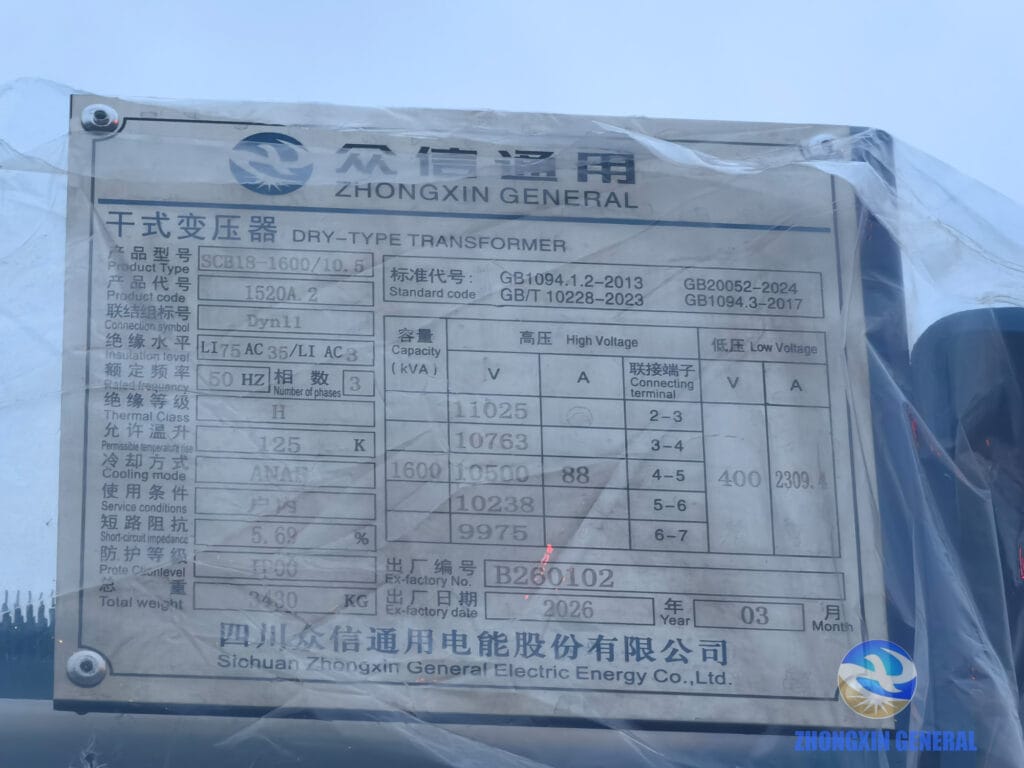 众信通用
ZHONGXIN GENERAL
干式变压器 DRY-TYPE TRANSFORMER
产品型号 SCB18-1600/10.5
Product Type
产品代号 1520A.2
Product code
联结组标号 Dyn11
Connection symbol
绝缘水平 LI75 AC35/LI AC3
Insulation level
额定频率 50 HZ 相数 3
Rated frequency Number of phases
绝缘等级 H
Thermal Class
允许温升 125 K
Permissible temperature rise
冷却方式
Cooling mode
使用条件 户内
Service conditions
短路阻抗 5.69 %
Short-circuit impedance
防护等级 IP00
Prote Ctionlevel
总重 3430 KG
Total weight
标准代号: GB1094.1.2-2013 GB20052-2024
Standard code GB/T 10228-2023 GB1094.3-2017
容量 高压 High Voltage 低压 Low Voltage
Capacity
(kVA) V A 联接端子 V A
Connecting
terminal
11025 2-3
10763 3-4
1600 10500 88 4-5 400 2309.4
10238 5-6
9975 6-7
出厂编号 B260102
Ex-factory No.
出厂日期 2026 年 03 月
Ex-factory date Year Month
四川众信通用电能股份有限公司
Sichuan Zhongxin General Electric Energy Co.,Ltd.
ZHONGXIN GENERAL